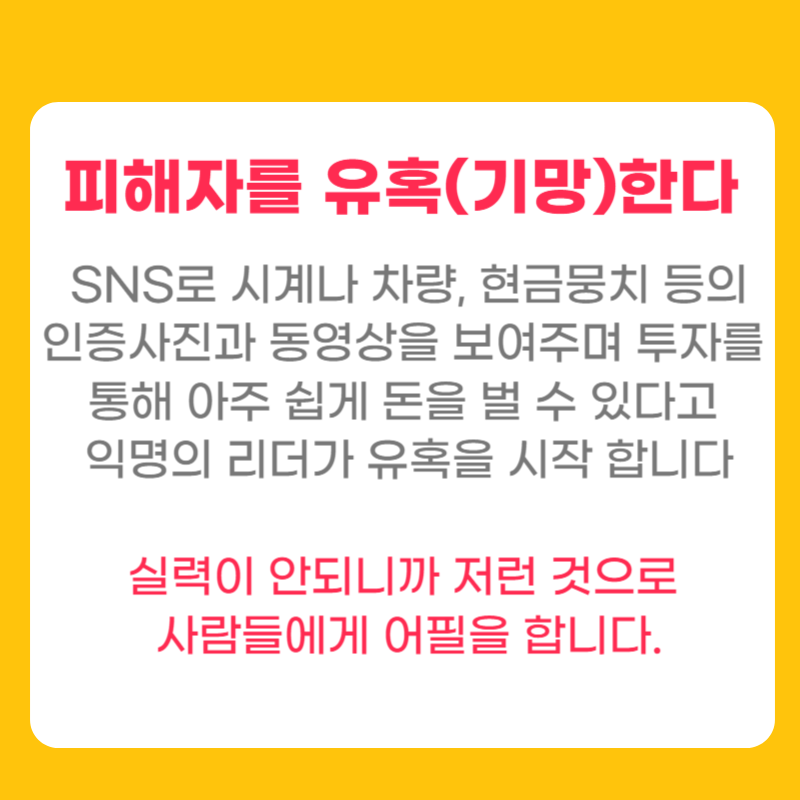 피해자를 유혹(기망)한다
SNS로 시계나 차량, 현금뭉치 등의
인증사진과 동영상을 보여주며 투자를
통해 아주 쉽게 돈을 벌 수 있다고
익명의 리더가 유혹을 시작 합니다
실력이 안되니까 저런 것으로
사람들에게 어필을 합니다.